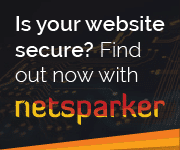 Is your website
secure? Find
out now with
netsparker